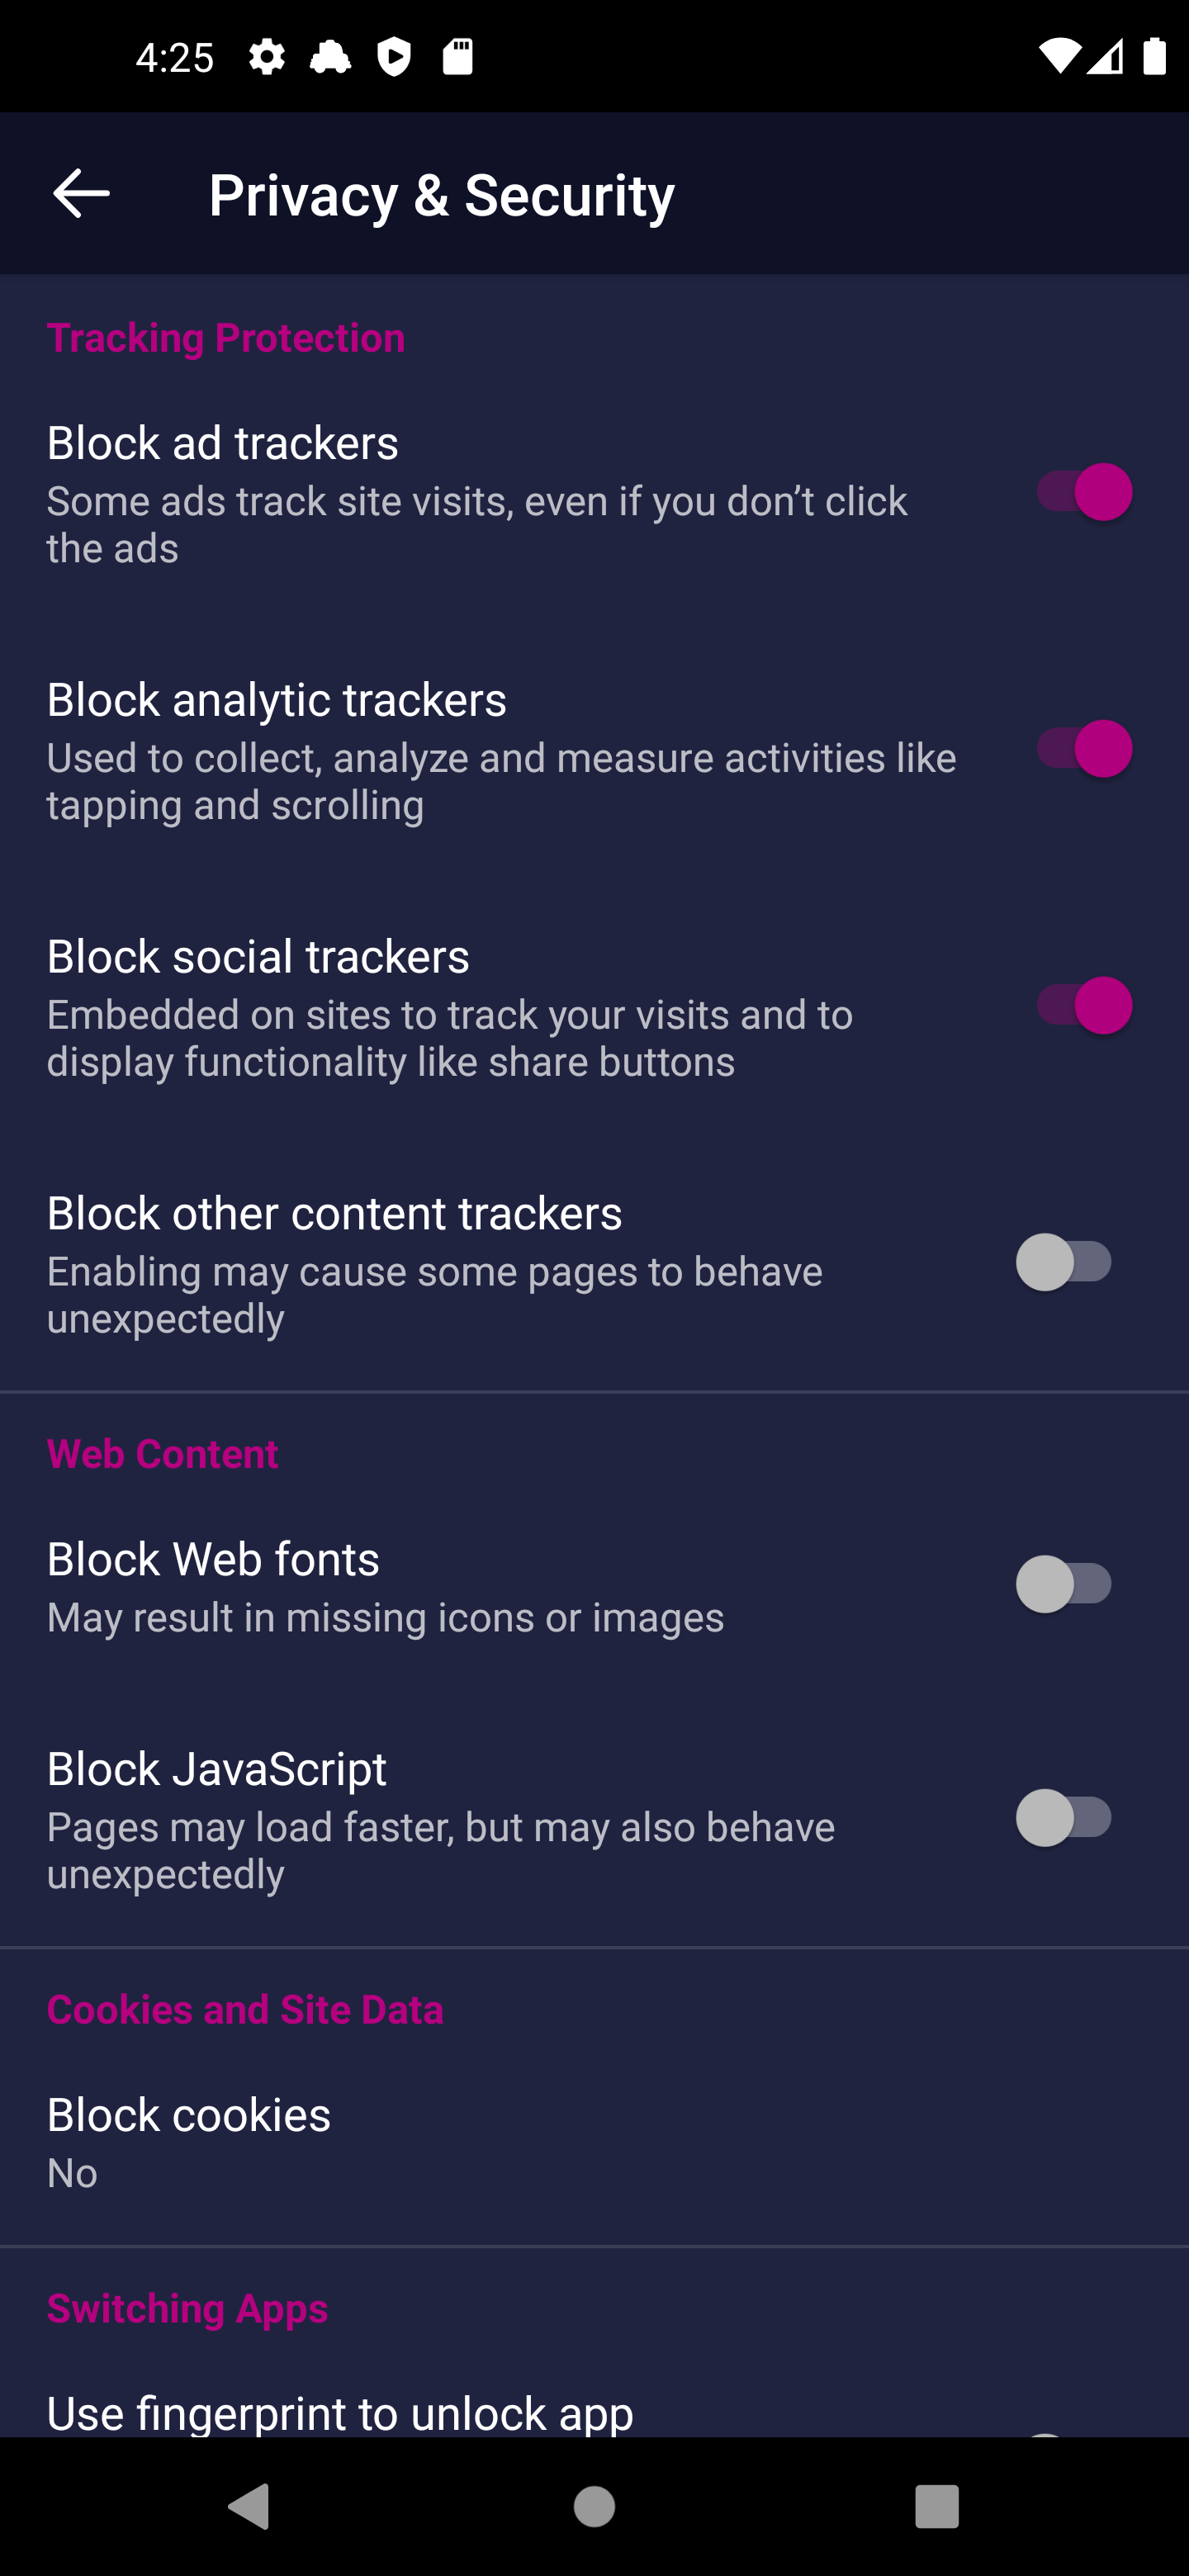 4:25
Privacy & Security
Tracking Protection
Block ad trackers
Some ads track site visits, even if you don’t click
the ads
Block analytic trackers
Used to collect, analyze and measure activities like
tapping and scrolling
Block social trackers
Embedded on sites to track your visits and to
display functionality like share buttons
Block other content trackers
Enabling may cause some pages to behave
unexpectedly
Web Content
Block Web fonts
May result in missing icons or images
Block JavaScript
Pages may load faster, but may also behave
unexpectedly
Cookies and Site Data
Block cookies
No
Switching Apps
Use fingerprint to unlock app